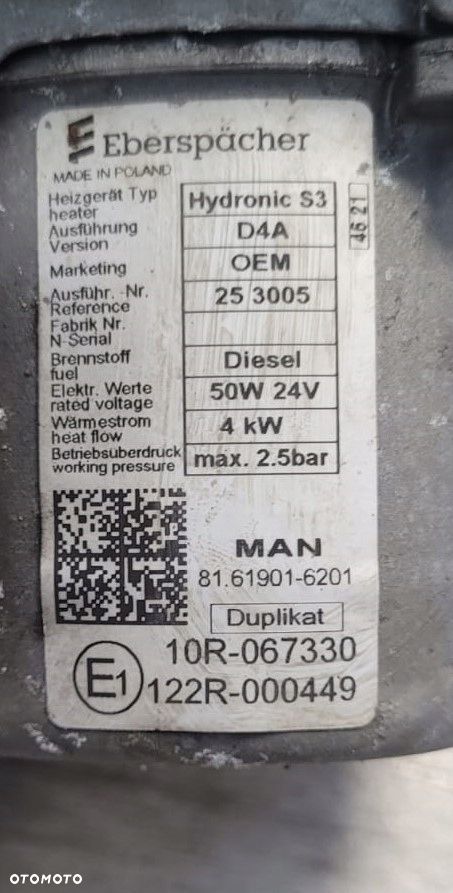 Eberspächer
MADE IN POLAND
Heizgerät Typ
heater
Hydronic S3
46 21
Ausführung
Version
D4A
Marketing
OEM
Ausführ. -Nr.
Reference
25 3005
Fabrik Nr.
N-Serial
Brennstoff
fuel
Diesel
Elektr. Werte
rated voltage
50W 24V
Wärmestrom
heat flow
4 kW
Betriebsüberdruck
working pressure
max. 2.5bar
MAN
81.61901-6201
Duplikat
E1
10R-067330
122R-000449
OTOMOTO